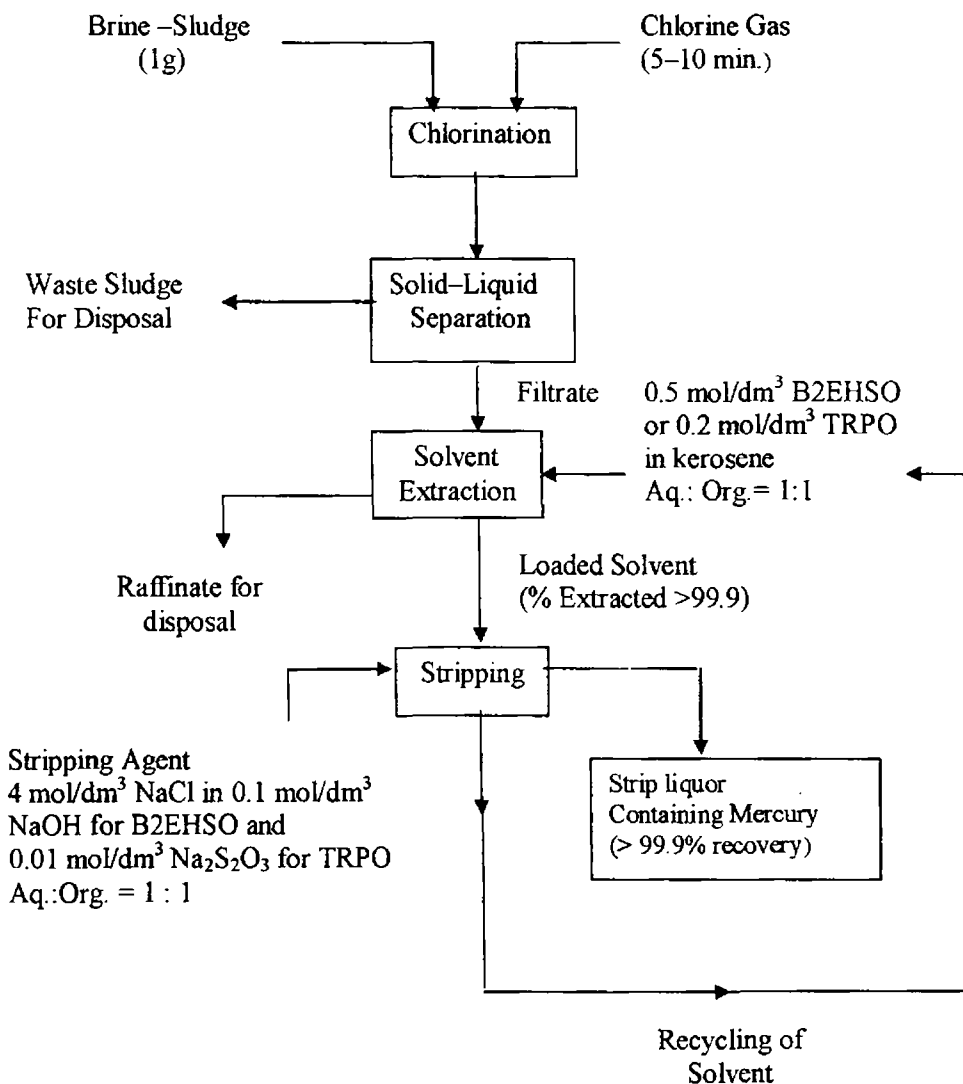 Brine –Sludge
(1g)
Chlorine Gas
(5–10 min.)
Chlorination
Waste Sludge
For Disposal
Solid–Liquid
Separation
Filtrate
0.5 mol/dm³ B2EHSO
or 0.2 mol/dm³ TRPO
in kerosene
Aq.: Org.= 1:1
Solvent
Extraction
Raffinate for
disposal
Loaded Solvent
(% Extracted >99.9)
Stripping
Stripping Agent
4 mol/dm³ NaCl in 0.1 mol/dm³
NaOH for B2EHSO and
0.01 mol/dm³ Na₂S₂O₃ for TRPO
Aq.:Org. = 1 : 1
Strip liquor
Containing Mercury
(> 99.9% recovery)
Recycling of
Solvent